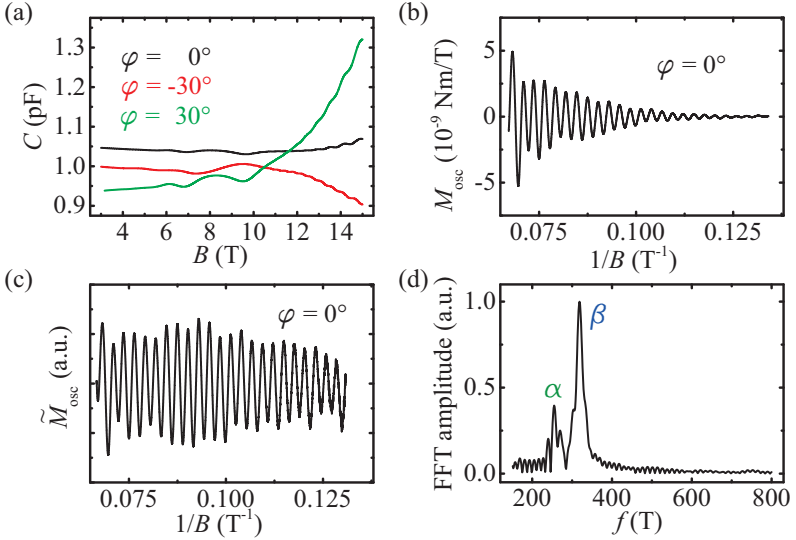 (a)
φ = 0°
φ = -30°
φ = 30°
1.3
1.2
1.1
1.0
0.9
C (pF)
4 6 8 10 12 14
B (T)
(b)
φ = 0°
5
0
-5
M_osc (10⁻⁹ Nm/T)
0.075 0.100 0.125
1/B (T⁻¹)
(c)
φ = 0°
M̃_osc (a.u.)
0.075 0.100 0.125
1/B (T⁻¹)
(d)
β
α
1.0
0.5
0.0
FFT amplitude (a.u.)
200 400 600 800
f (T)